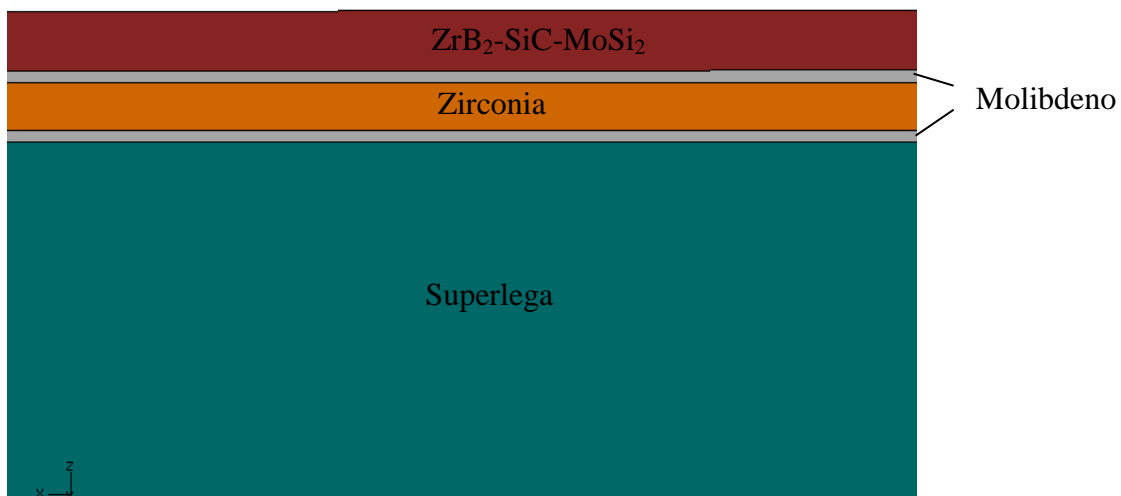 ZrB₂-SiC-MoSi₂
Zirconia
Molibdeno
Superlega
z
x